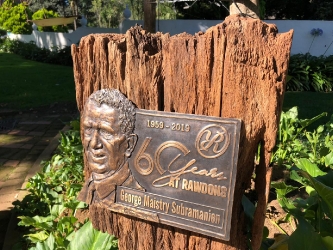 1959 - 2019
60 Years
AT RAWDONS
George Maistry Subramanian